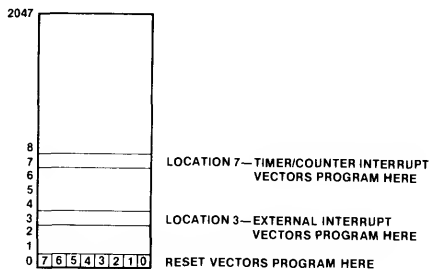 2047
8
7 LOCATION 7—TIMER/COUNTER INTERRUPT
6 VECTORS PROGRAM HERE
5
4
3 LOCATION 3—EXTERNAL INTERRUPT
2 VECTORS PROGRAM HERE
1
0 7 6 5 4 3 2 1 0 RESET VECTORS PROGRAM HERE